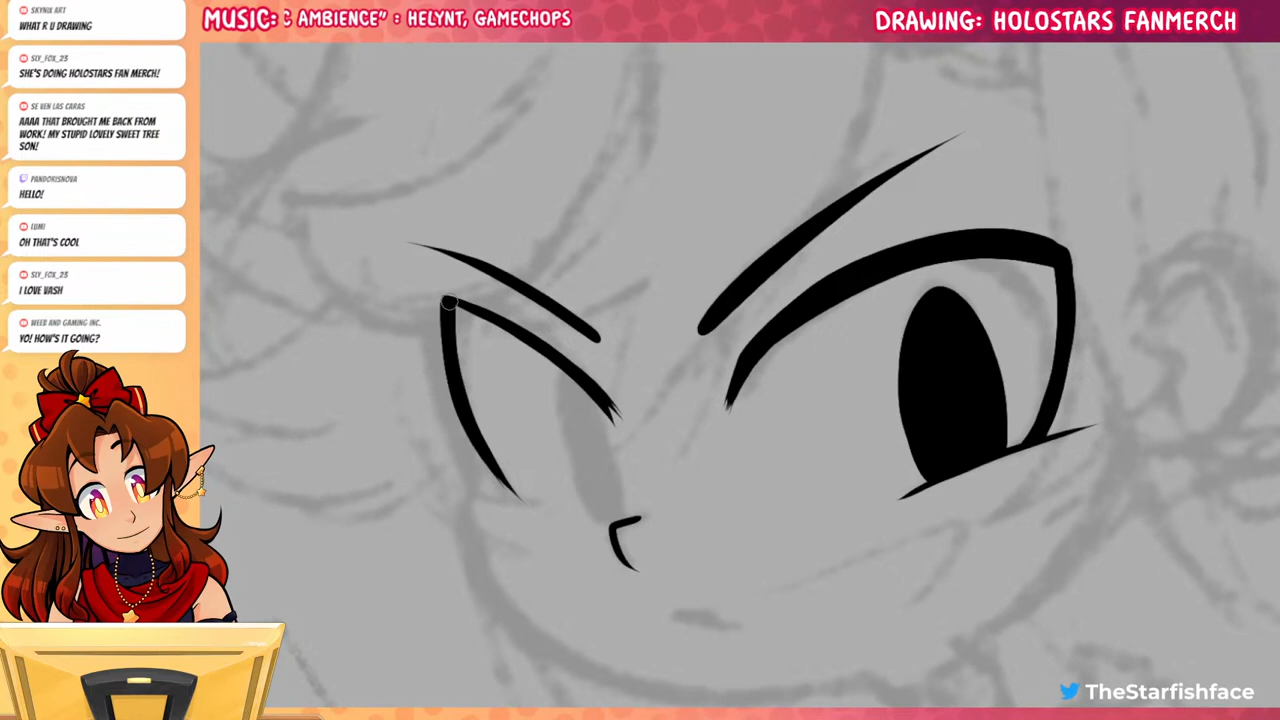 MUSIC: C AMBIENCE" : HELYNT, GAMECHOPS
DRAWING: HOLOSTARS FANMERCH
SKYNIX ART
WHAT R U DRAWING
SLY_FOX_23
SHE'S DOING HOLOSTARS FAN MERCH!
SE VEN LAS CARAS
AAAA THAT BROUGHT ME BACK FROM
WORK! MY STUPID LOVELY SWEET TREE
SON!
PANDORISNOVA
HELLO!
LUMI
OH THAT'S COOL
SLY_FOX_23
I LOVE VASH
WEEB AND GAMING INC.
YO! HOW'S IT GOING?
TheStarfishface